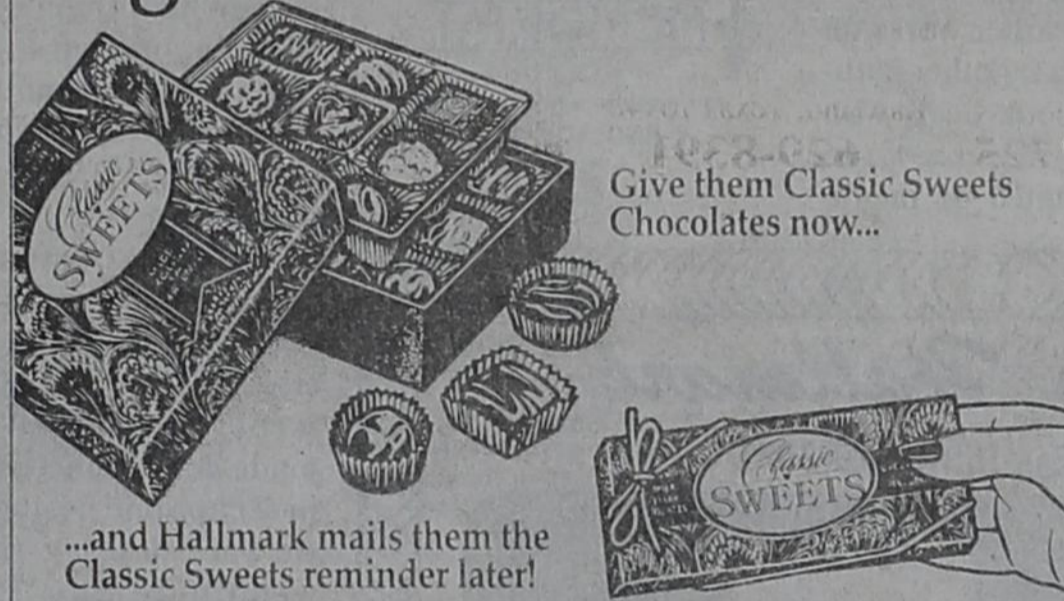 Classic
SWEETS
Give them Classic Sweets
Chocolates now...
Classic
SWEETS
...and Hallmark mails them the
Classic Sweets reminder later!